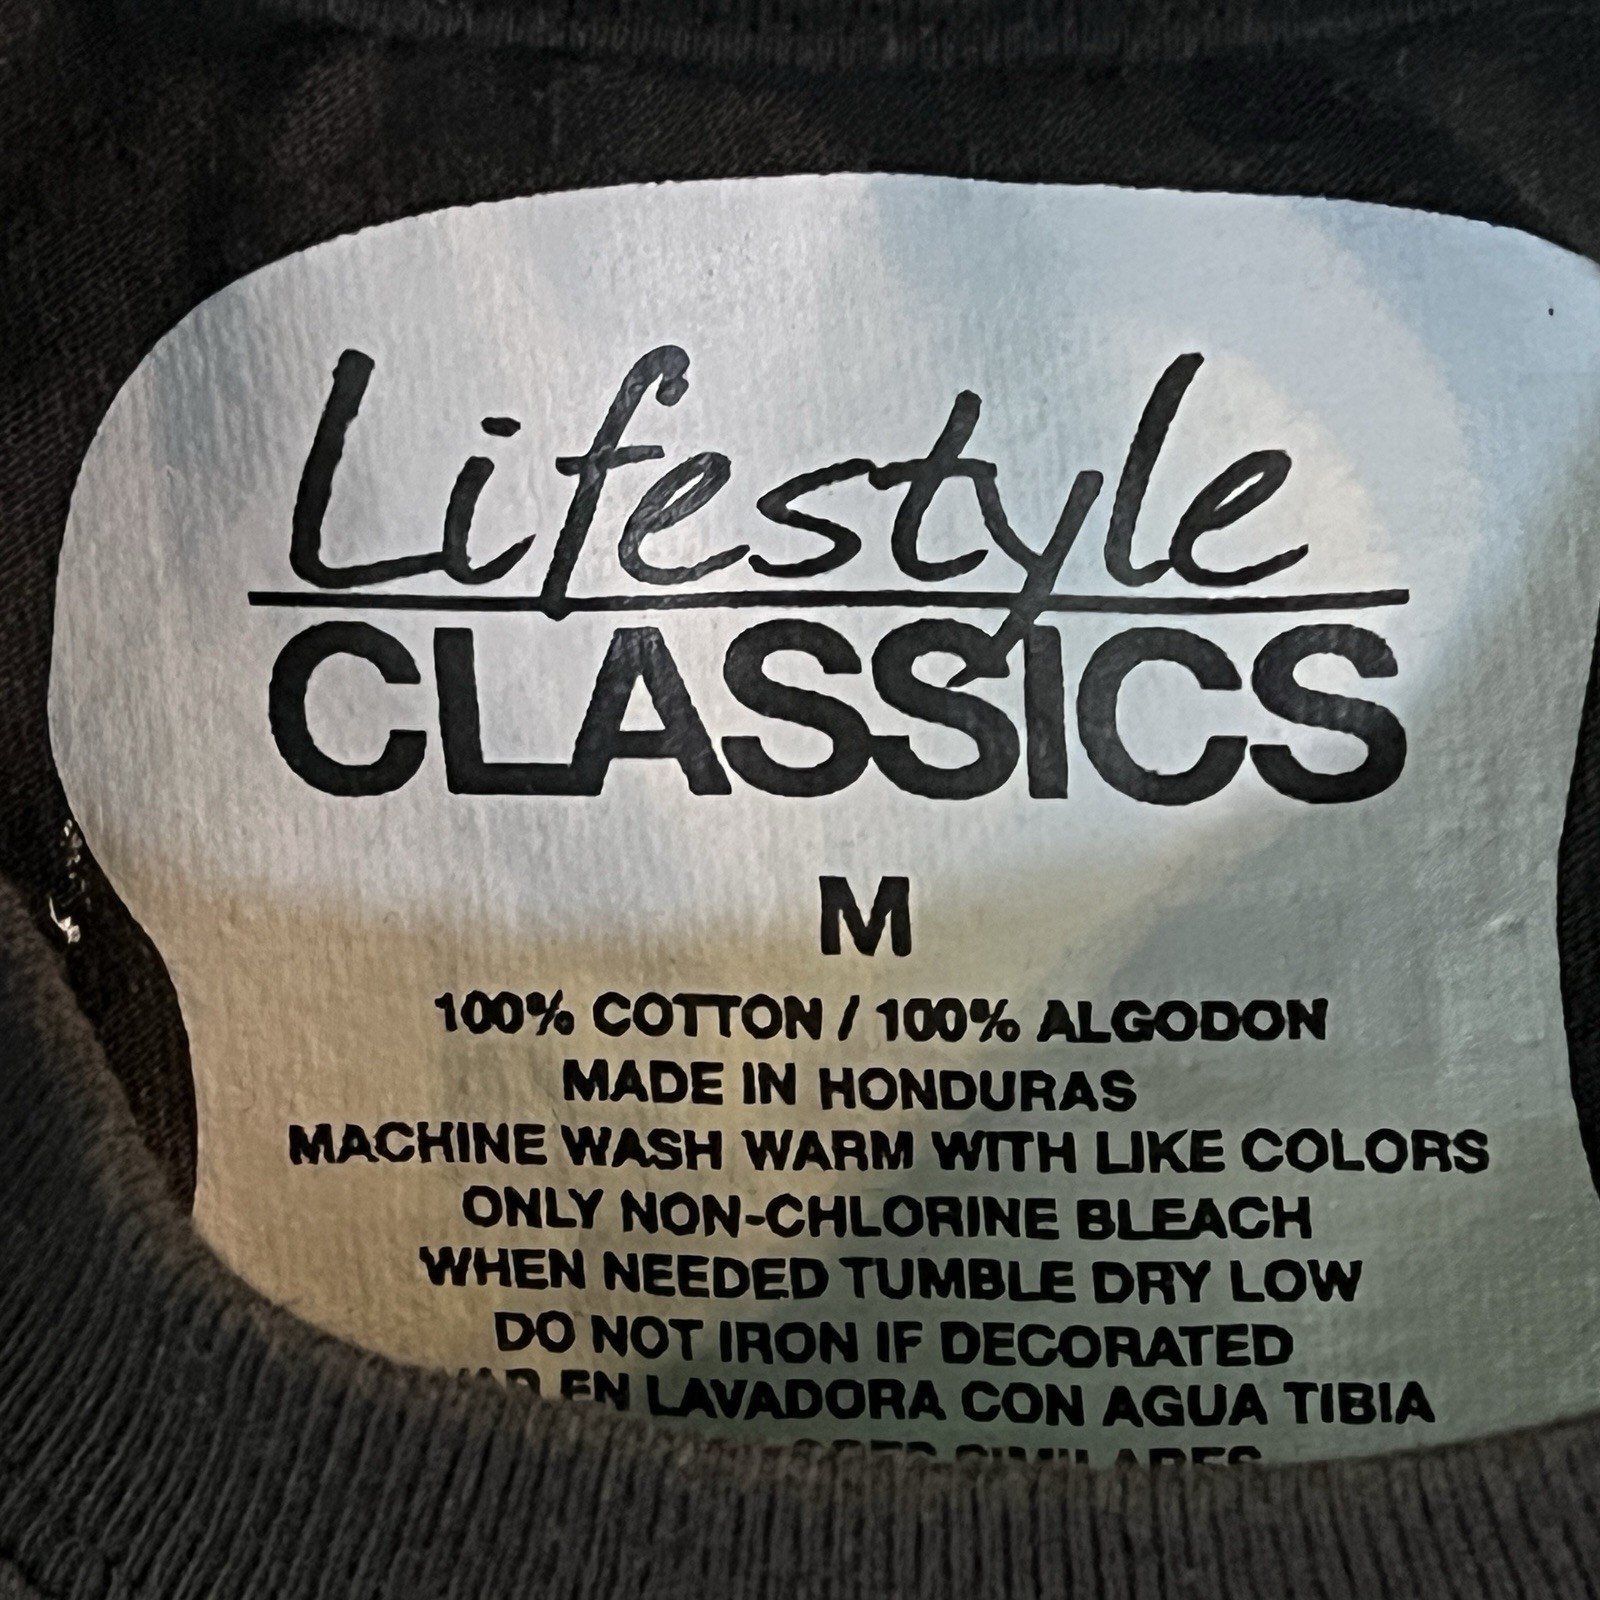 Lifestyle
CLASSICS
M
100% COTTON / 100% ALGODON
MADE IN HONDURAS
MACHINE WASH WARM WITH LIKE COLORS
ONLY NON-CHLORINE BLEACH
WHEN NEEDED TUMBLE DRY LOW
DO NOT IRON IF DECORATED
EN LAVADORA CON AGUA TIBIA
SIMILARES